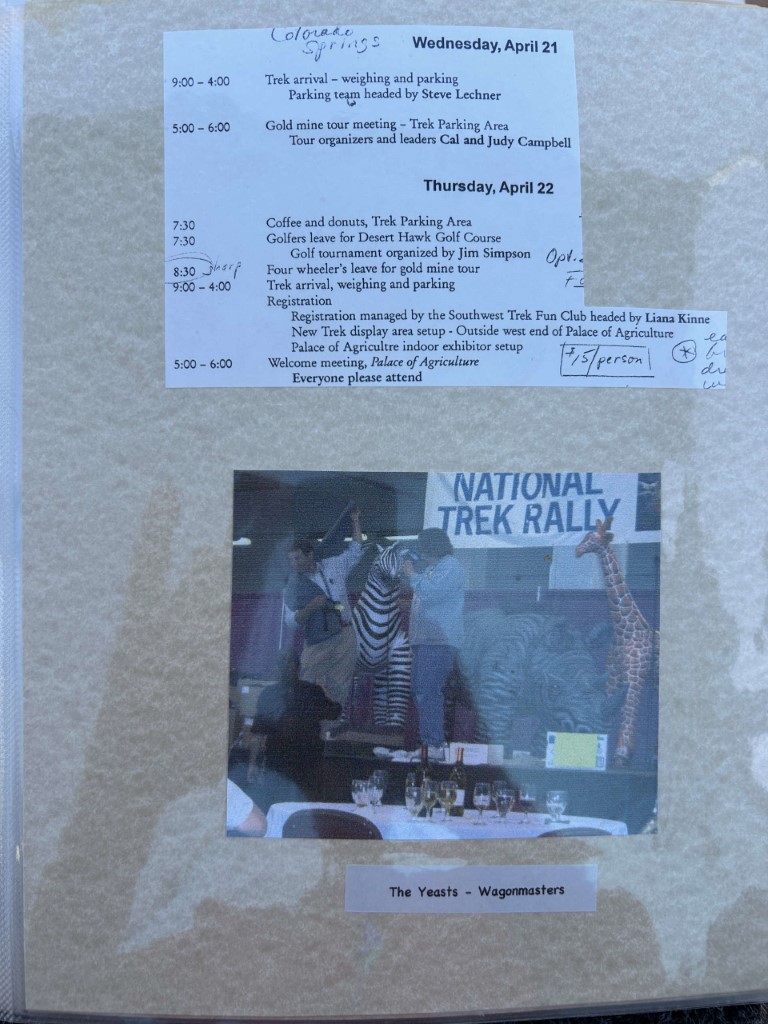 Colorado
Springs
Wednesday, April 21
9:00 – 4:00 Trek arrival – weighing and parking
Parking team headed by Steve Lechner
5:00 – 6:00 Gold mine tour meeting – Trek Parking Area
Tour organizers and leaders Cal and Judy Campbell
Thursday, April 22
7:30 Coffee and donuts, Trek Parking Area
7:30 Golfers leave for Desert Hawk Golf Course
Golf tournament organized by Jim Simpson
8:30 sharp Four wheeler's leave for gold mine tour
9:00 – 4:00 Trek arrival, weighing and parking
Registration
Registration managed by the Southwest Trek Fun Club headed by Liana Kinne
New Trek display area setup - Outside west end of Palace of Agriculture
Palace of Agricultre indoor exhibitor setup
$15/person
5:00 – 6:00 Welcome meeting, Palace of Agriculture
Everyone please attend
NATIONAL
TREK RALLY
The Yeasts - Wagonmasters